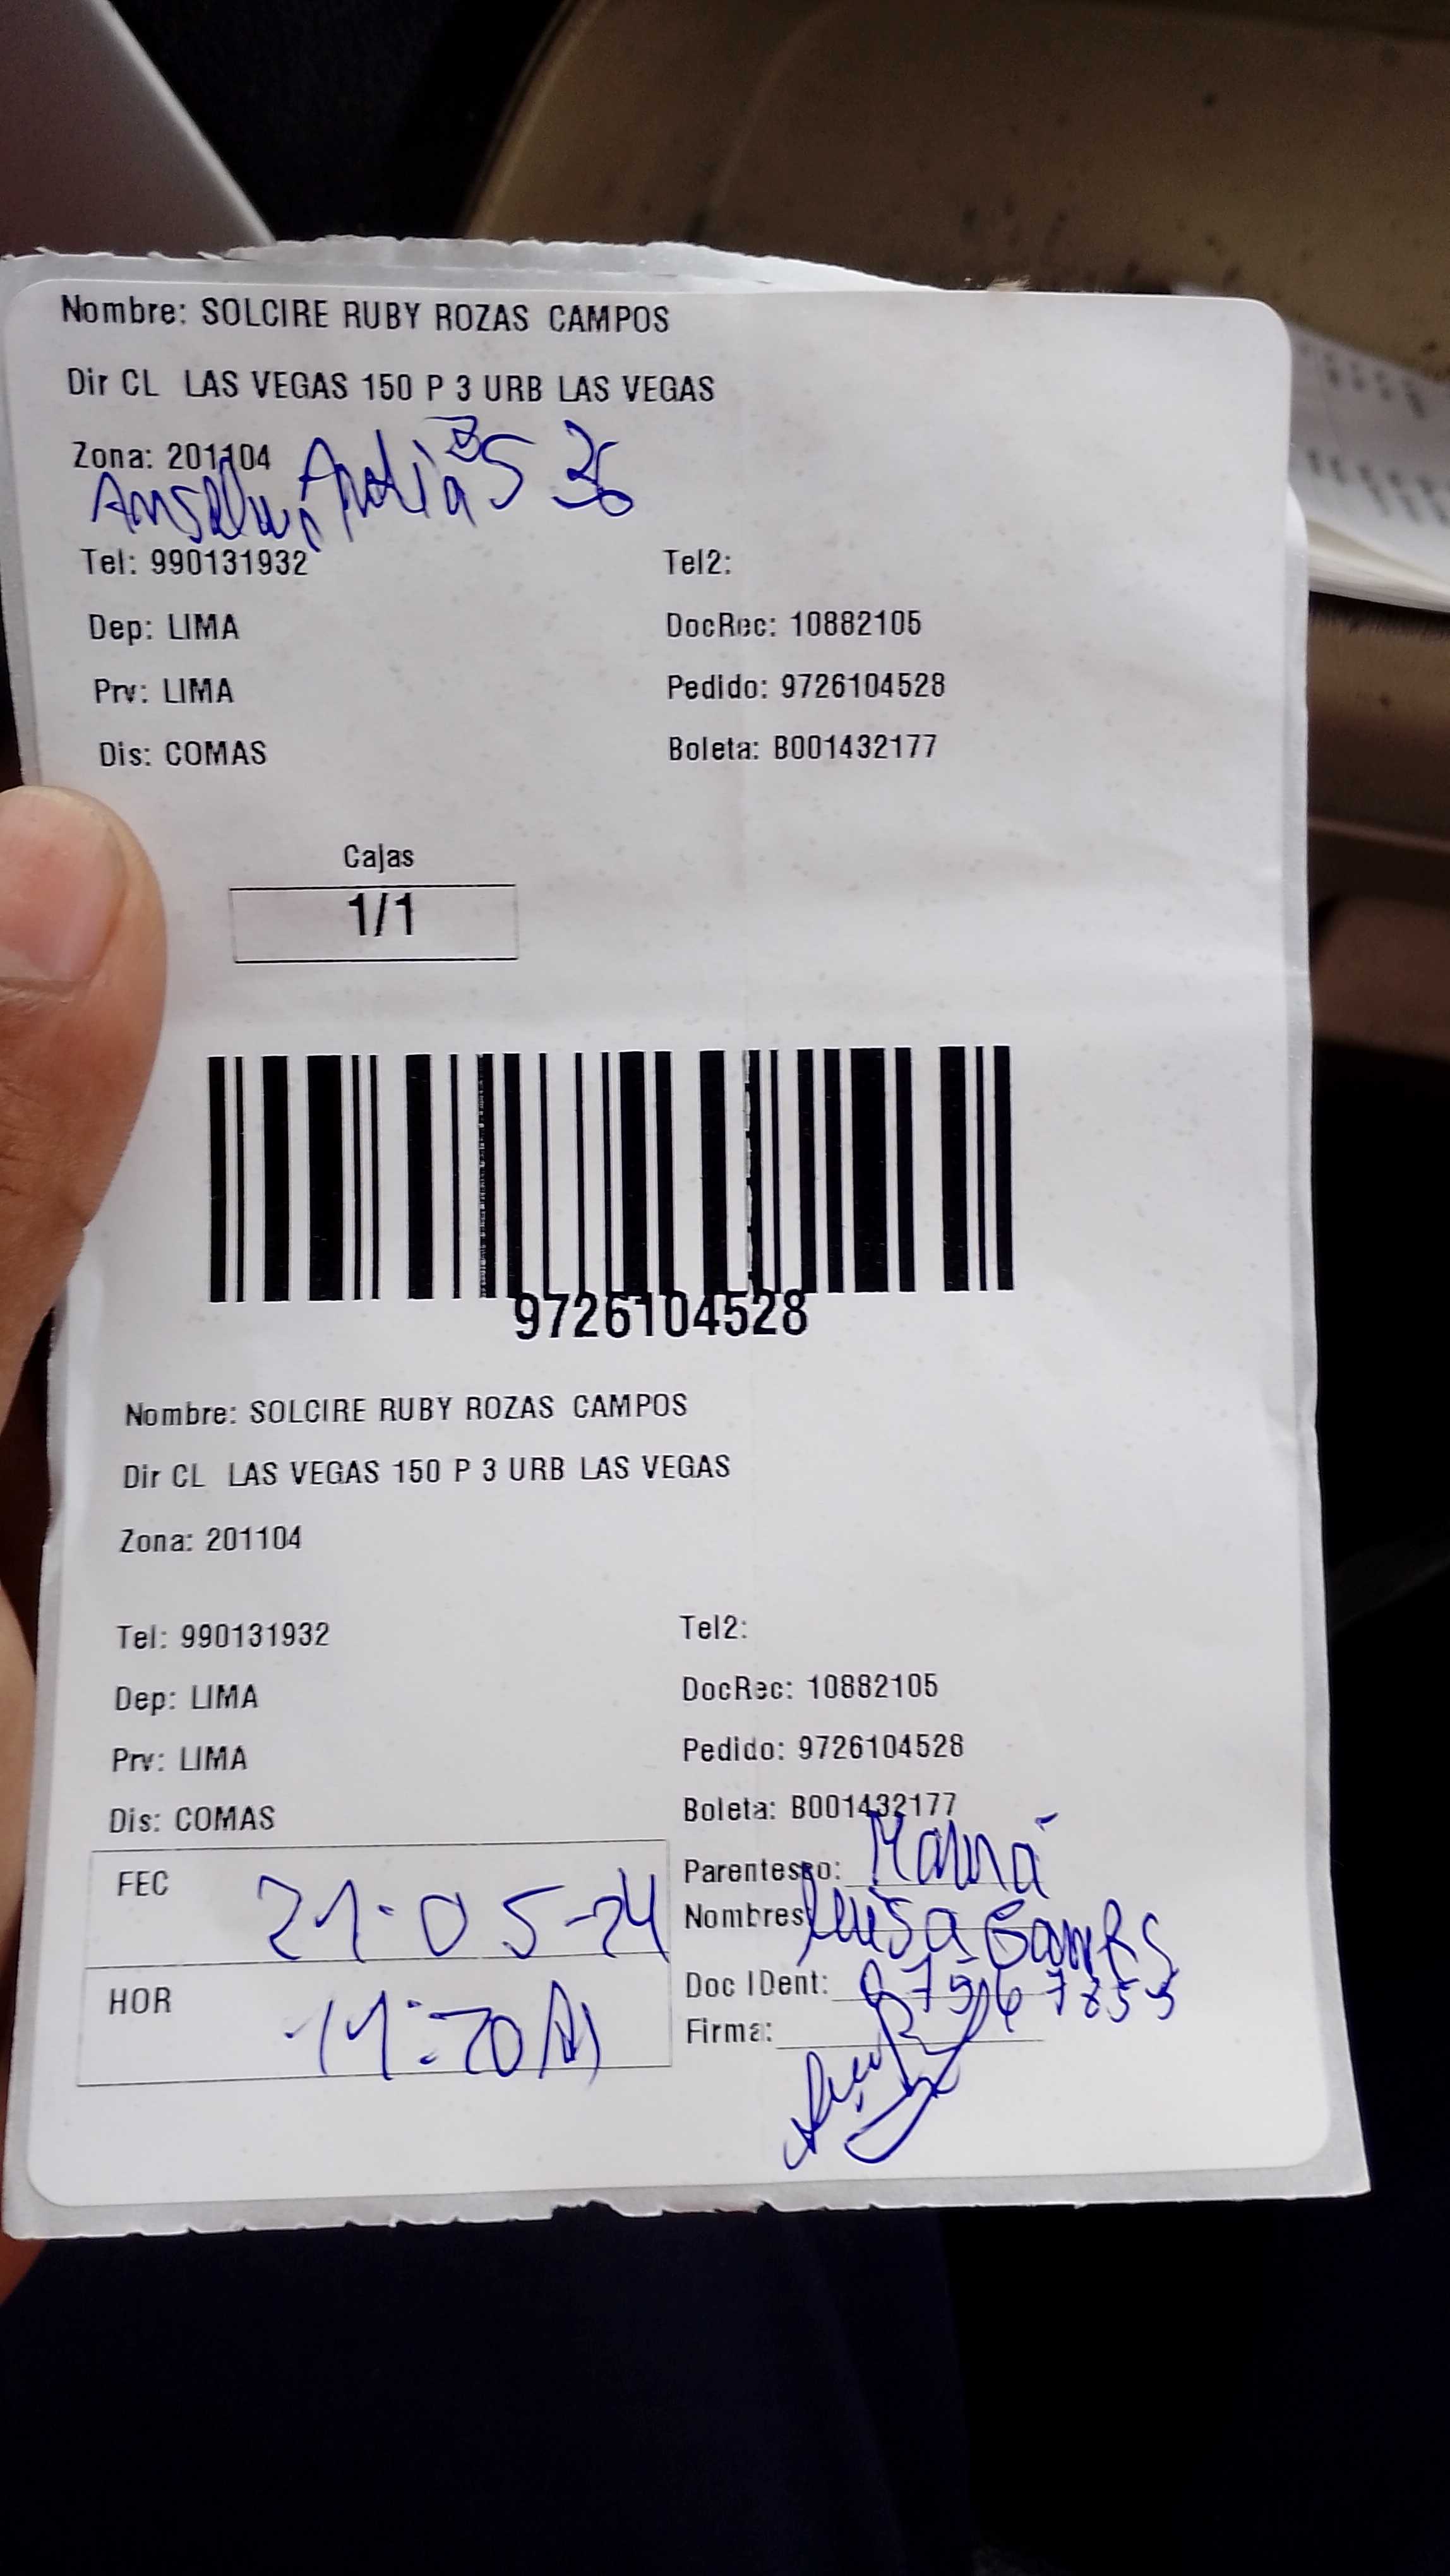 Nombre: SOLCIRE RUBY ROZAS CAMPOS
Dir CL LAS VEGAS 150 P 3 URB LAS VEGAS
Zona: 201104
36
Tel: 990131932 Tel2:
Dep: LIMA DocRec: 10882105
Prv: LIMA Pedido: 9726104528
Dis: COMAS Boleta: B001432177
Cajas
1/1
9726104528
Nombre: SOLCIRE RUBY ROZAS CAMPOS
Dir CL LAS VEGAS 150 P 3 URB LAS VEGAS
Zona: 201104
Tel: 990131932 Tel2:
Dep: LIMA DocRec: 10882105
Prv: LIMA Pedido: 9726104528
Dis: COMAS Boleta: B001432177
FEC 21-05-24 Parentesco: Mamá
Nombres Luisa
HOR 11:20 Doc IDent:
Firma: